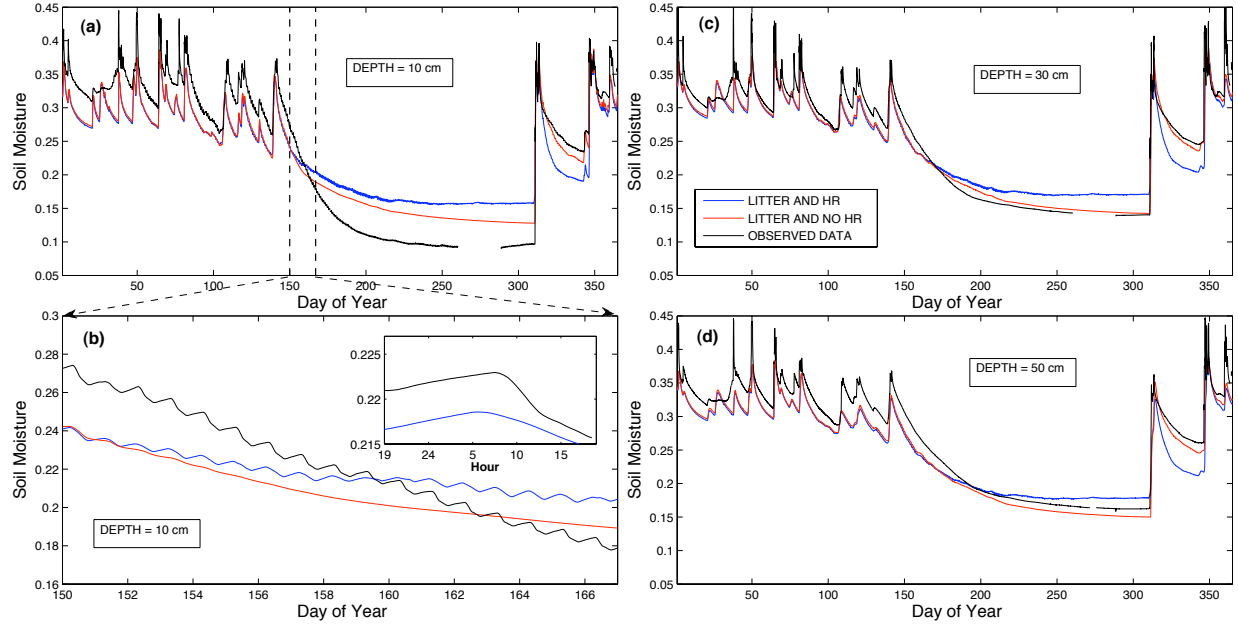 (a)
DEPTH = 10 cm
Soil Moisture
0.45
0.4
0.35
0.3
0.25
0.2
0.15
0.1
0.05
50 100 150 200 250 300 350
Day of Year
(c)
DEPTH = 30 cm
Soil Moisture
0.45
0.4
0.35
0.3
0.25
0.2
0.15
0.1
0.05
LITTER AND HR
LITTER AND NO HR
OBSERVED DATA
50 100 150 200 250 300 350
Day of Year
(b)
Soil Moisture
0.3
0.28
0.26
0.24
0.22
0.2
0.18
0.16
0.225
0.22
0.215
19 24 5 10 15
Hour
DEPTH = 10 cm
150 152 154 156 158 160 162 164 166
Day of Year
(d)
DEPTH = 50 cm
Soil Moisture
0.45
0.4
0.35
0.3
0.25
0.2
0.15
0.1
0.05
50 100 150 200 250 300 350
Day of Year